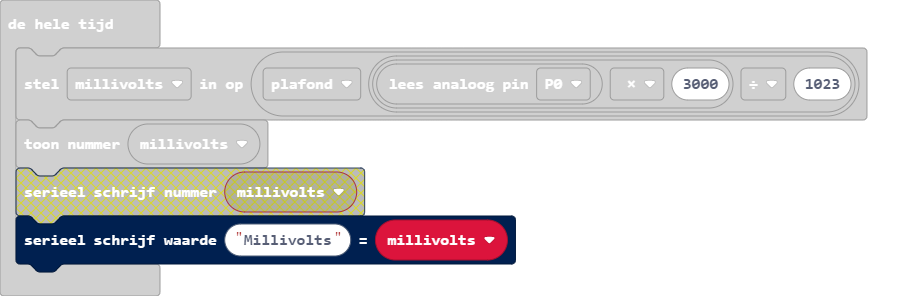 de hele tijd
stel millivolts in op plafond lees analoog pin P0 × 3000 ÷ 1023
toon nummer millivolts
serieel schrijf nummer millivolts
serieel schrijf waarde "Millivolts" = millivolts